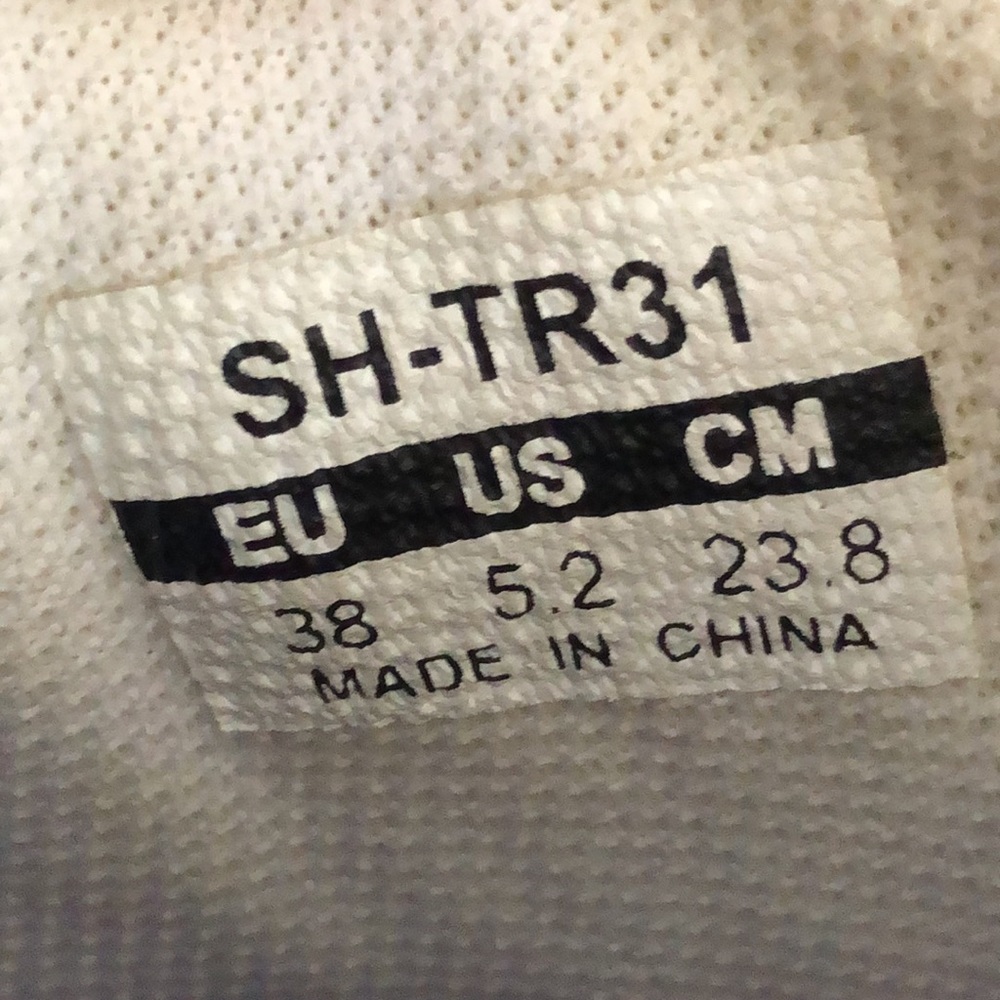 SH-TR31
EU US CM
38 5.2 23.8
MADE IN CHINA